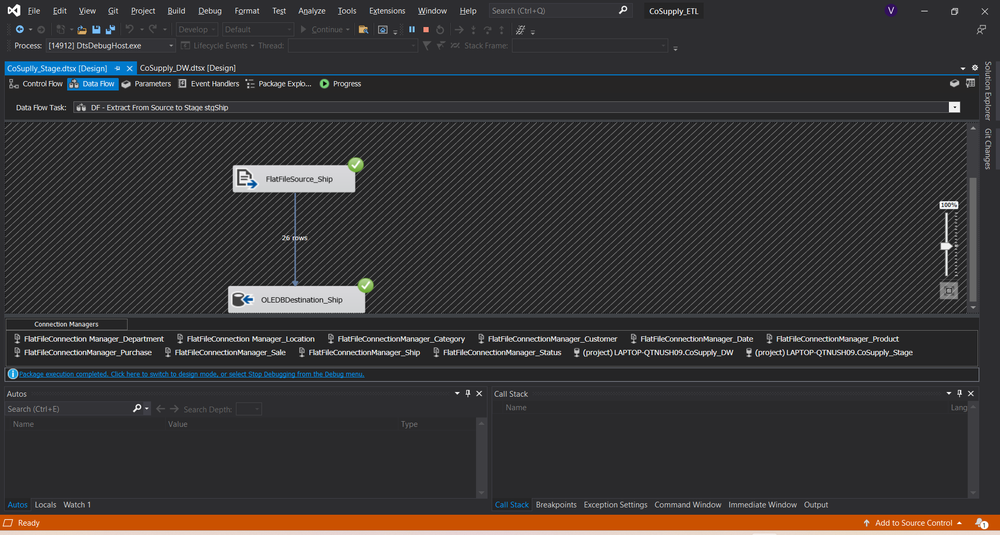 File Edit View Git Project Build Debug Format Test Analyze Tools Extensions Window Help Search (Ctrl+Q) CoSupply_ETL V
Develop Default Continue
Process: [14912] DtsDebugHost.exe Lifecycle Events Thread: Stack Frame:
CoSuplly_Stage.dtsx [Design] CoSupply_DW.dtsx [Design]
Control Flow Data Flow Parameters Event Handlers Package Explo... Progress
Data Flow Task: DF - Extract From Source to Stage stgShip
Solution Explorer
Git Changes
FlatFileSource_Ship
100%
26 rows
OLEDBDestination_Ship
Connection Managers
FlatFileConnection Manager_Department FlatFileConnection Manager_Location FlatFileConnectionManager_Category FlatFileConnectionManager_Customer FlatFileConnectionManager_Date FlatFileConnectionManager_Product
FlatFileConnectionManager_Purchase FlatFileConnectionManager_Sale FlatFileConnectionManager_Ship FlatFileConnectionManager_Status (project) LAPTOP-QTNUSH09.CoSupply_DW (project) LAPTOP-QTNUSH09.CoSupply_Stage
Package execution completed. Click here to switch to design mode, or select Stop Debugging from the Debug menu.
Autos
Search (Ctrl+E) Search Depth:
Name Value Type
Autos Locals Watch 1
Call Stack
Name Lang
Call Stack Breakpoints Exception Settings Command Window Immediate Window Output
Ready Add to Source Control 1